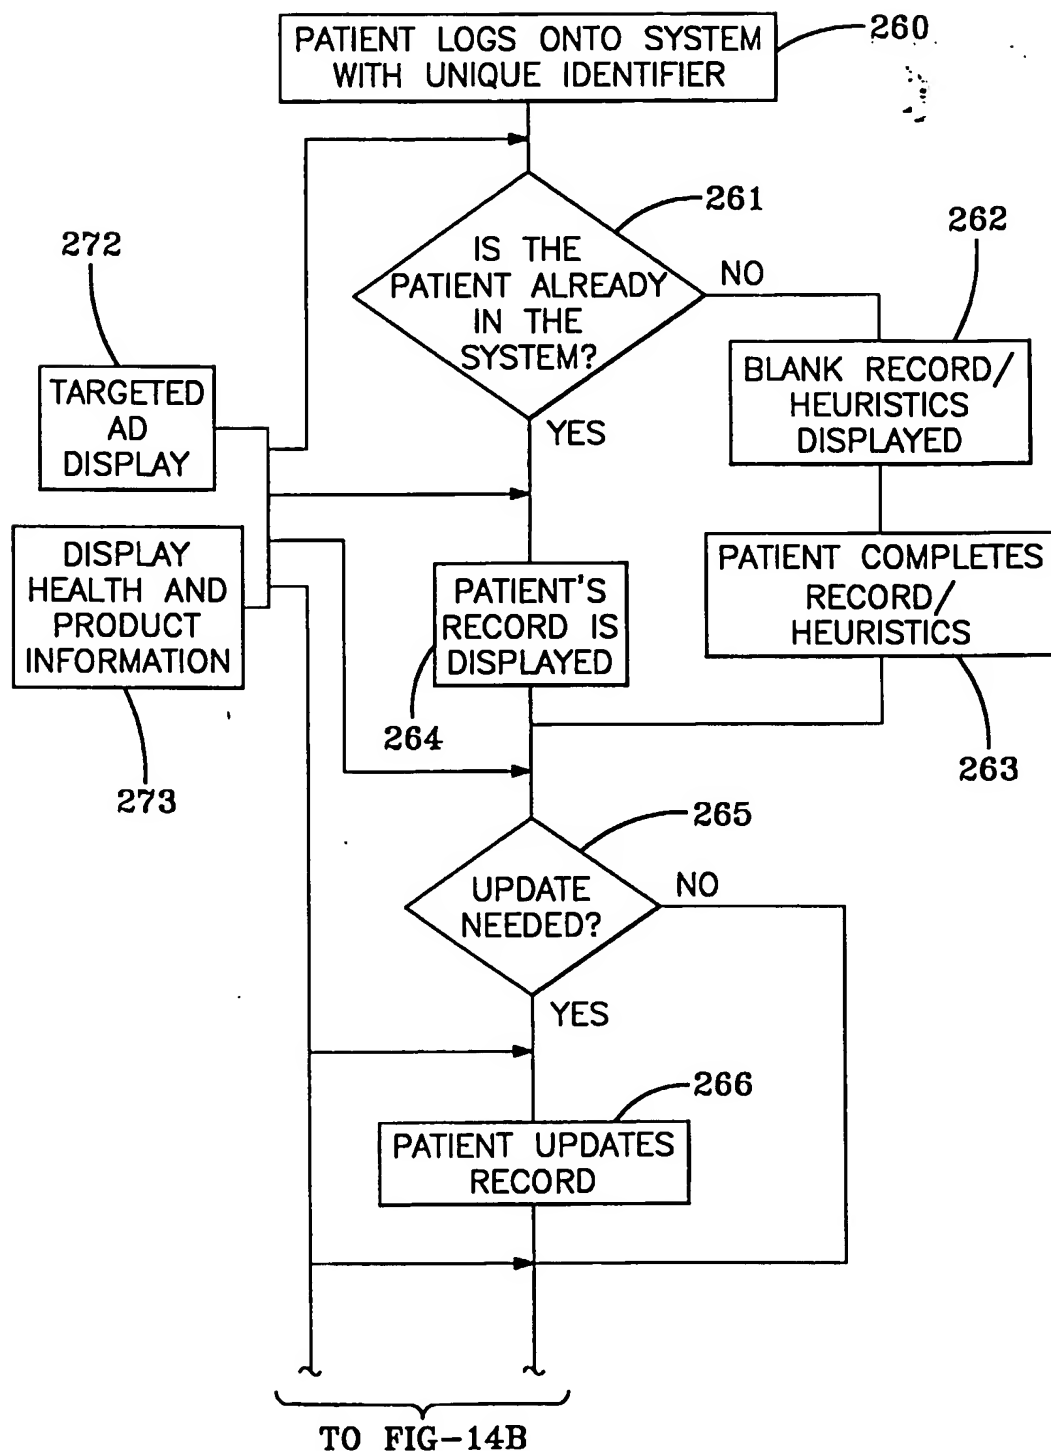 PATIENT LOGS ONTO SYSTEM
WITH UNIQUE IDENTIFIER
260
261
IS THE
PATIENT ALREADY
IN THE
SYSTEM?
NO
YES
262
BLANK RECORD/
HEURISTICS
DISPLAYED
PATIENT COMPLETES
RECORD/
HEURISTICS
263
272
TARGETED
AD
DISPLAY
DISPLAY
HEALTH AND
PRODUCT
INFORMATION
273
PATIENT'S
RECORD IS
DISPLAYED
264
265
UPDATE
NEEDED?
NO
YES
266
PATIENT UPDATES
RECORD
TO FIG-14B